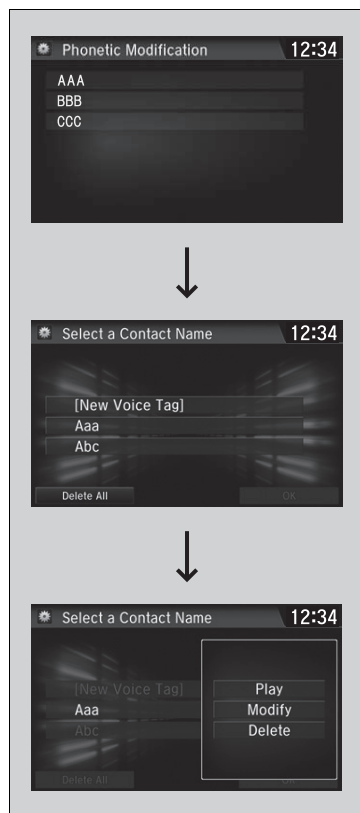 Phonetic Modification 12:34
AAA
BBB
CCC
Select a Contact Name 12:34
[New Voice Tag]
Aaa
Abc
Delete All OK
Select a Contact Name 12:34
[New Voice Tag] Play
Aaa Modify
Abc Delete
Delete All OK